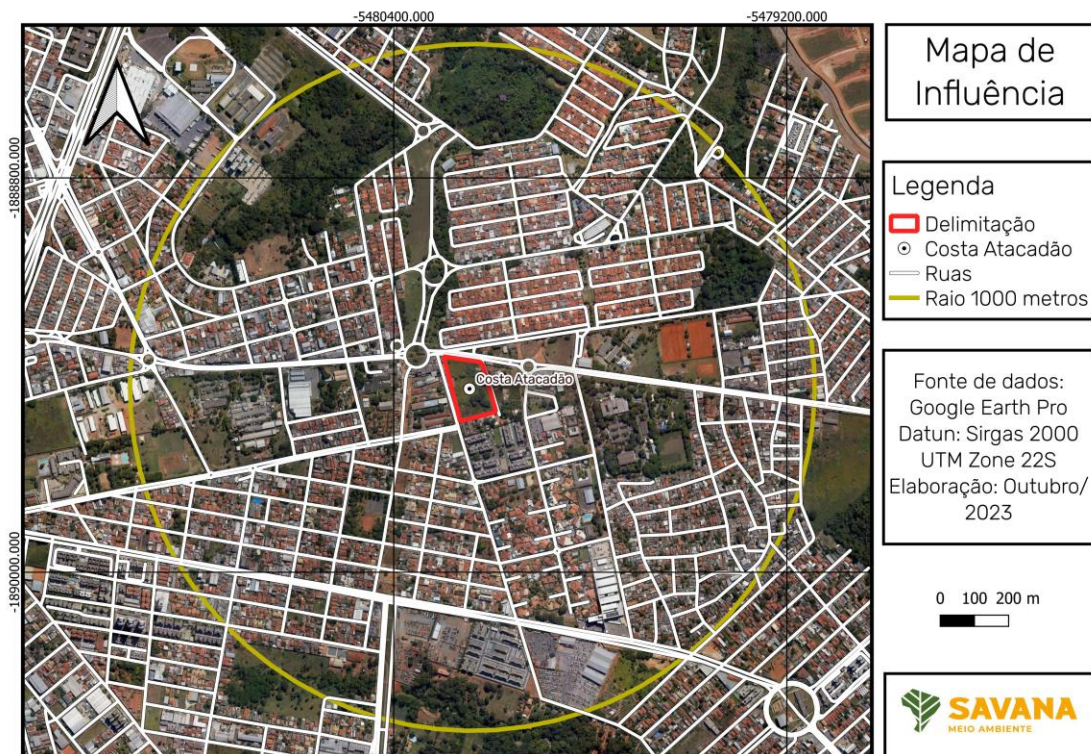 -5480400.000
-5479200.000
-1888800.000
-1890000.000
Costa Atacadão
Mapa de
Influência
Legenda
Delimitação
Costa Atacadão
Ruas
Raio 1000 metros
Fonte de dados:
Google Earth Pro
Datun: Sirgas 2000
UTM Zone 22S
Elaboração: Outubro/
2023
0 100 200 m
SAVANA
MEIO AMBIENTE